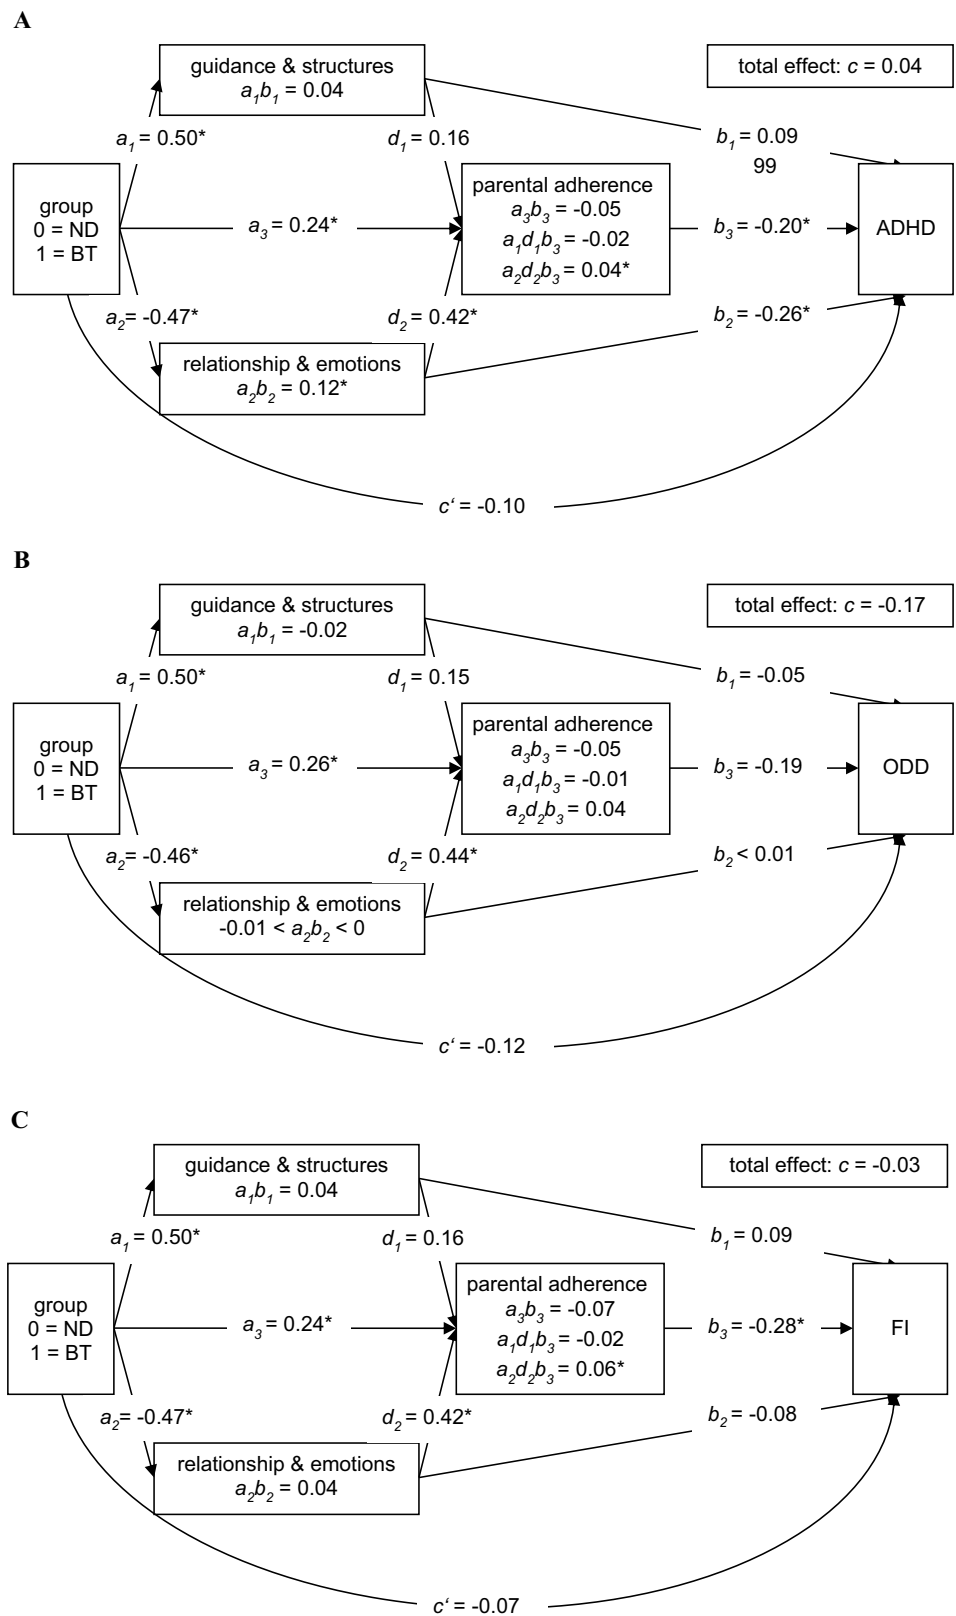 A
guidance & structures
a1b1 = 0.04
total effect: c = 0.04
a1 = 0.50*
d1 = 0.16
b1 = 0.09
99
group
0 = ND
1 = BT
a3 = 0.24*
parental adherence
a3b3 = -0.05
a1d1b3 = -0.02
a2d2b3 = 0.04*
b3 = -0.20*
ADHD
a2= -0.47*
d2 = 0.42*
b2 = -0.26*
relationship & emotions
a2b2 = 0.12*
c‘ = -0.10
B
guidance & structures
a1b1 = -0.02
total effect: c = -0.17
a1 = 0.50*
d1 = 0.15
b1 = -0.05
group
0 = ND
1 = BT
a3 = 0.26*
parental adherence
a3b3 = -0.05
a1d1b3 = -0.01
a2d2b3 = 0.04
b3 = -0.19
ODD
a2= -0.46*
d2 = 0.44*
b2 < 0.01
relationship & emotions
-0.01 < a2b2 < 0
c‘ = -0.12
C
guidance & structures
a1b1 = 0.04
total effect: c = -0.03
a1 = 0.50*
d1 = 0.16
b1 = 0.09
group
0 = ND
1 = BT
a3 = 0.24*
parental adherence
a3b3 = -0.07
a1d1b3 = -0.02
a2d2b3 = 0.06*
b3 = -0.28*
FI
a2= -0.47*
d2 = 0.42*
b2 = -0.08
relationship & emotions
a2b2 = 0.04
c‘ = -0.07